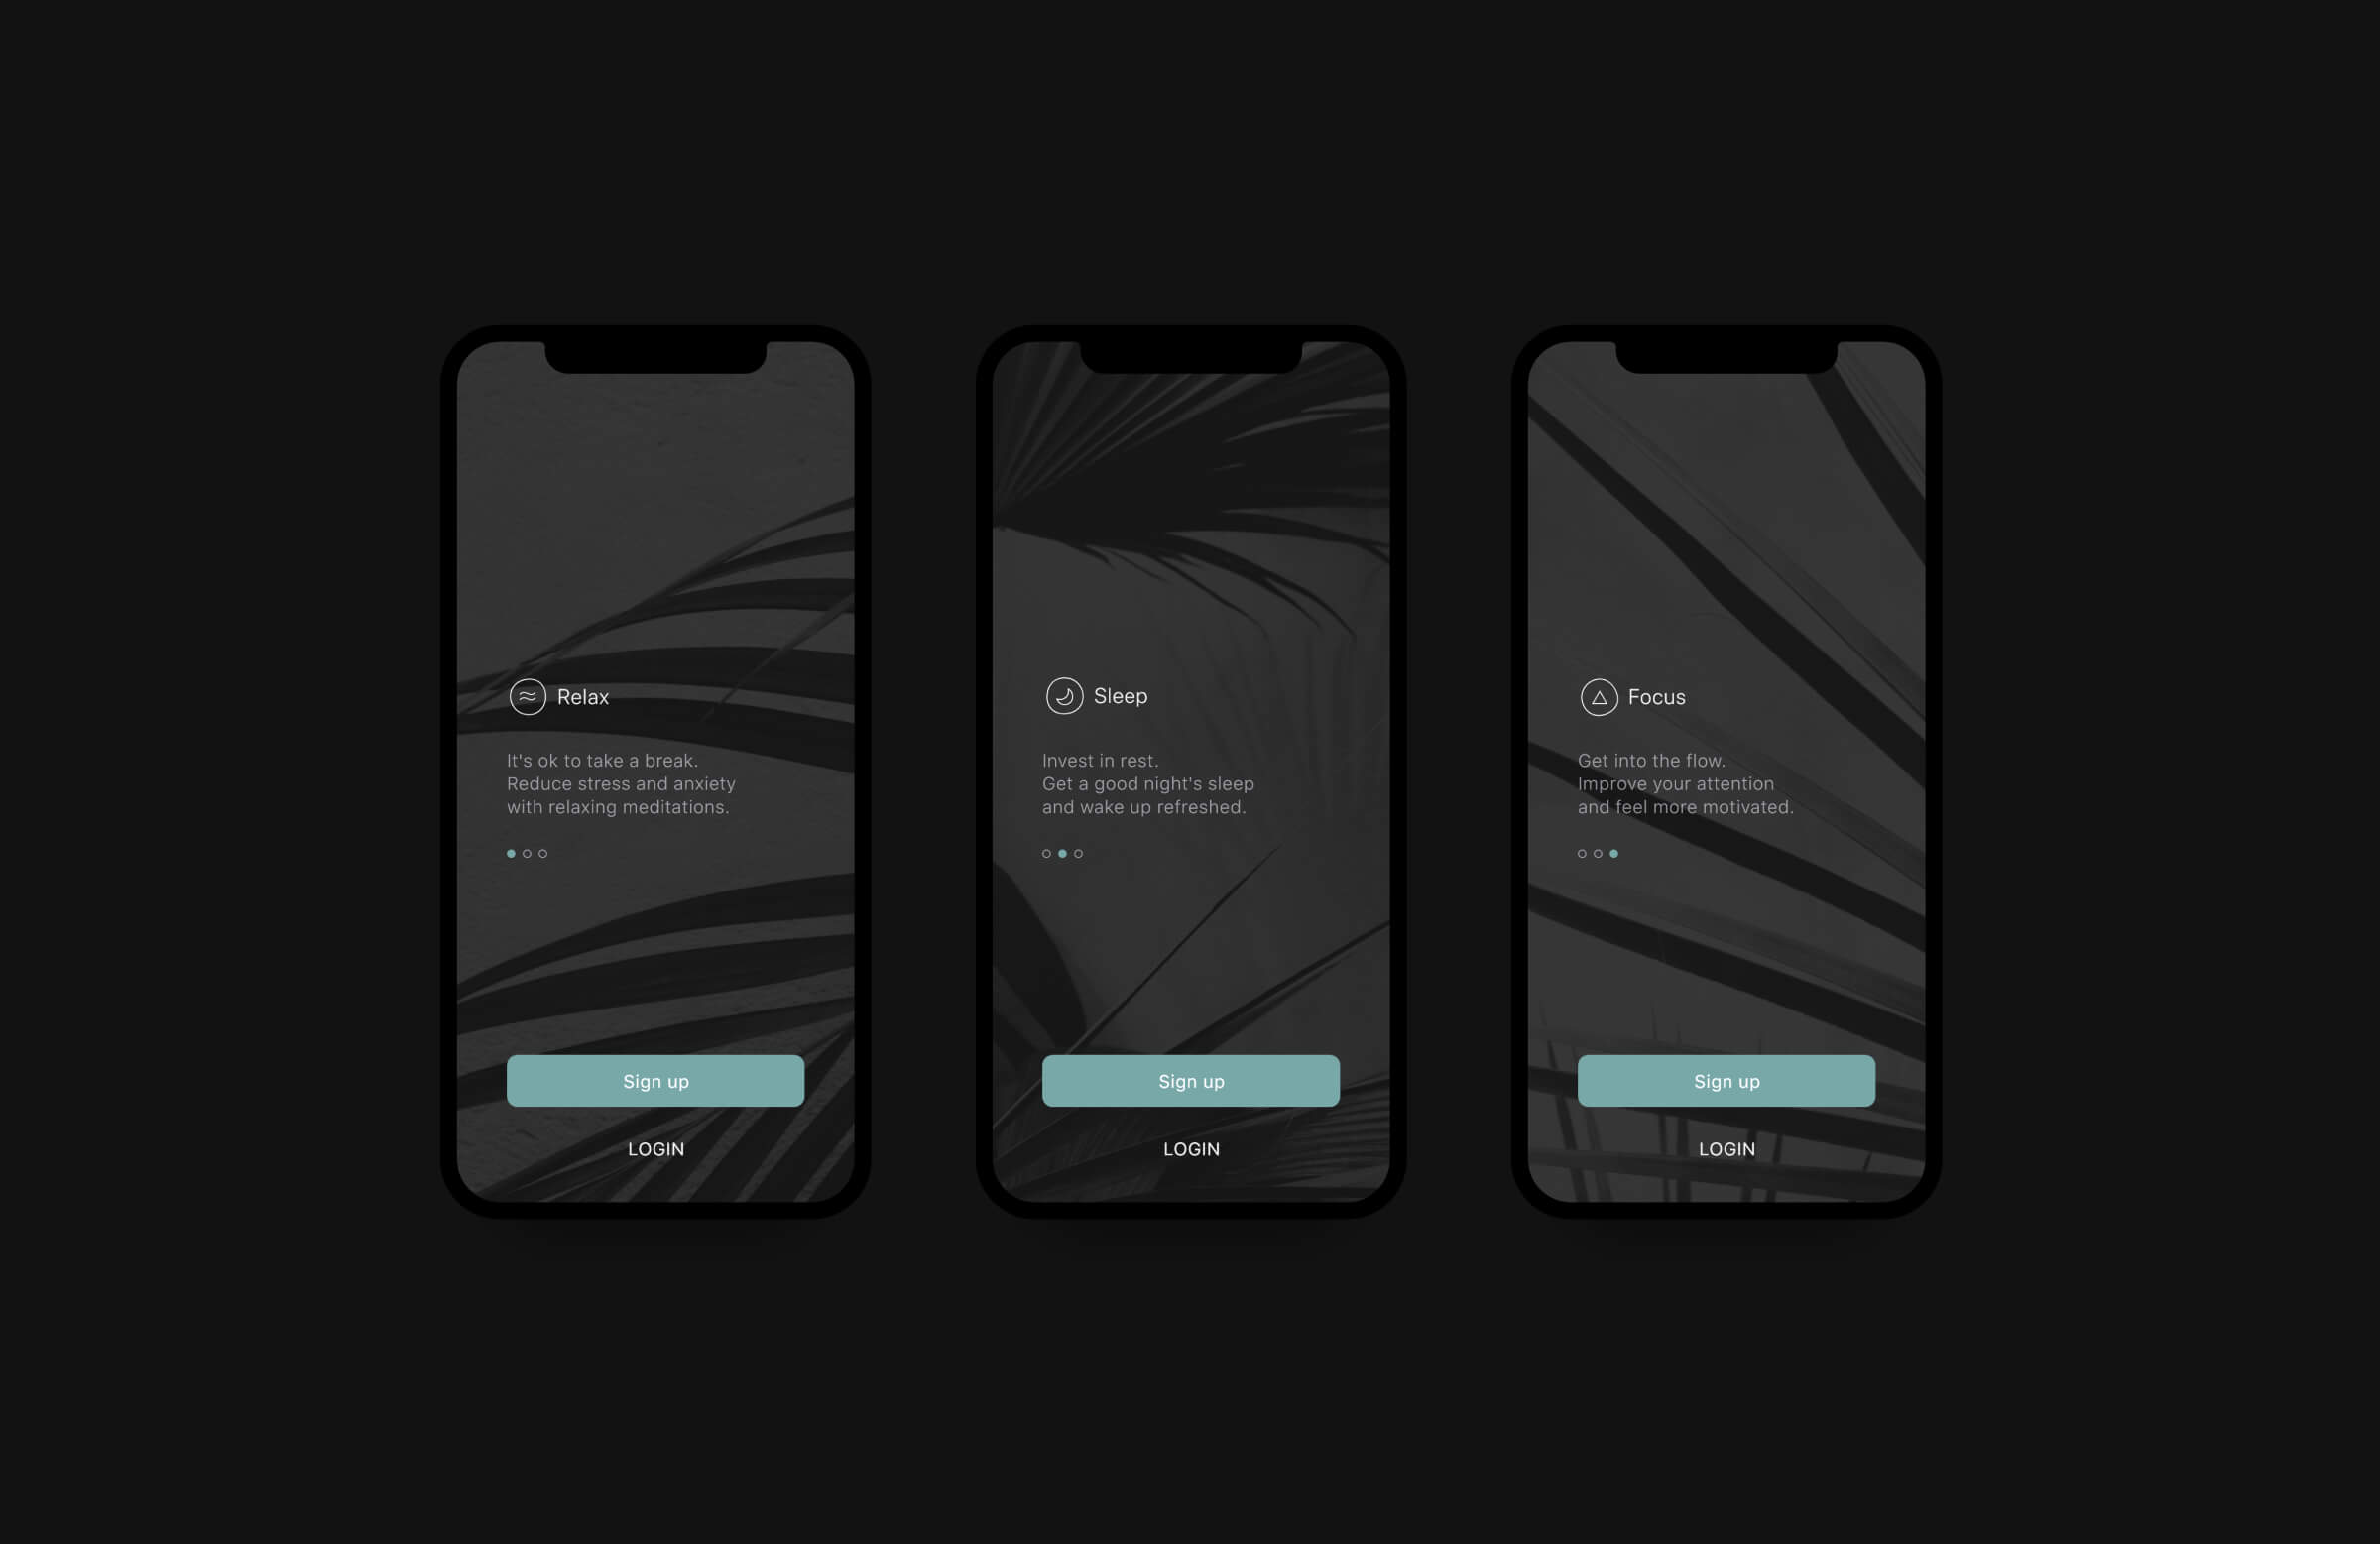 Relax
It's ok to take a break.
Reduce stress and anxiety
with relaxing meditations.
Sign up
LOGIN
Sleep
Invest in rest.
Get a good night's sleep
and wake up refreshed.
Sign up
LOGIN
Focus
Get into the flow.
Improve your attention
and feel more motivated.
Sign up
LOGIN